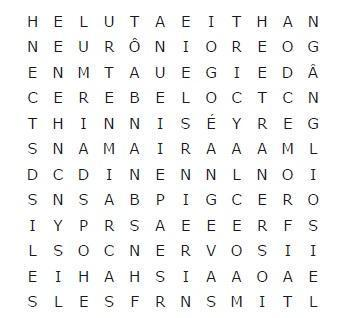 H E L U T A E I T H A N
N E U R Ô N I O R E O G
E N M T A U E G I E D Â
C E R E B E L O C T C N
T H I N N I S É Y R E G
S N A M A I R A A A M L
D C D I N E N N L N O I
S N S A B P I G C E R O
I Y P R S A E E E R F S
L S O C N E R V O S I I
E I H A H S I A A O A E
S L E S F R N S M I T L